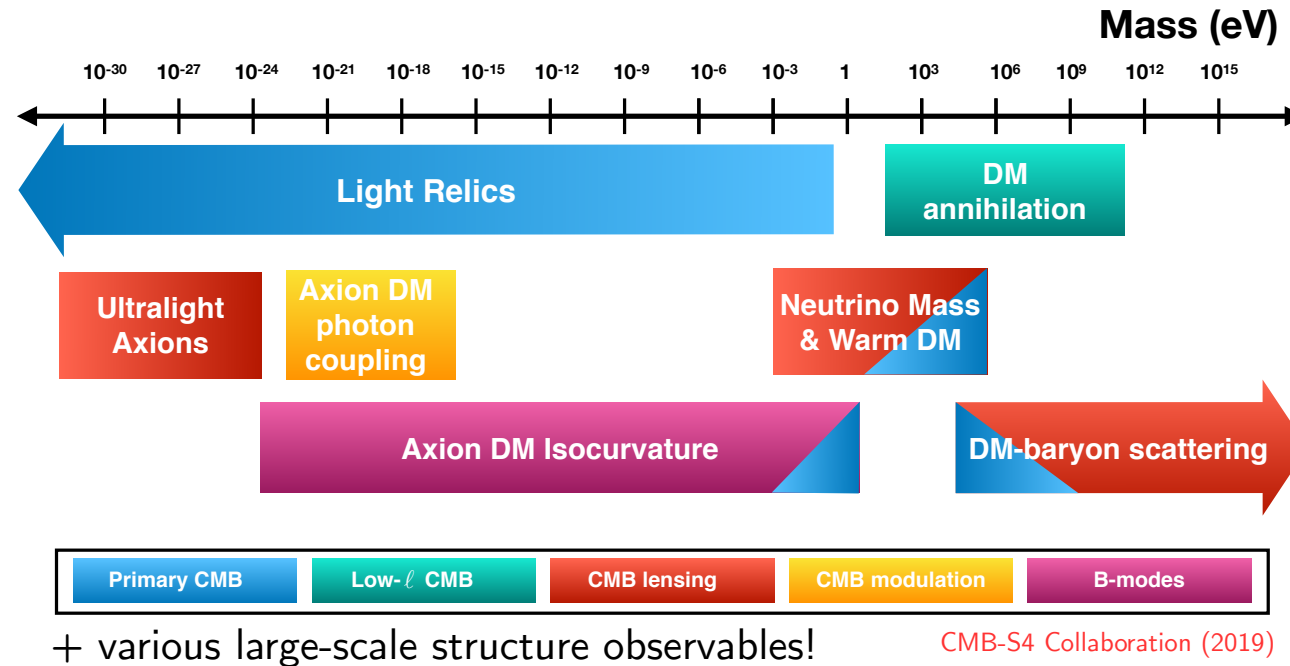 Mass (eV)
10⁻³⁰ 10⁻²⁷ 10⁻²⁴ 10⁻²¹ 10⁻¹⁸ 10⁻¹⁵ 10⁻¹² 10⁻⁹ 10⁻⁶ 10⁻³ 1 10³ 10⁶ 10⁹ 10¹² 10¹⁵
Light Relics
DM
annihilation
Ultralight
Axions
Axion DM
photon
coupling
Neutrino Mass
& Warm DM
Axion DM Isocurvature
DM-baryon scattering
Primary CMB
Low-ℓ CMB
CMB lensing
CMB modulation
B-modes
+ various large-scale structure observables!
CMB-S4 Collaboration (2019)